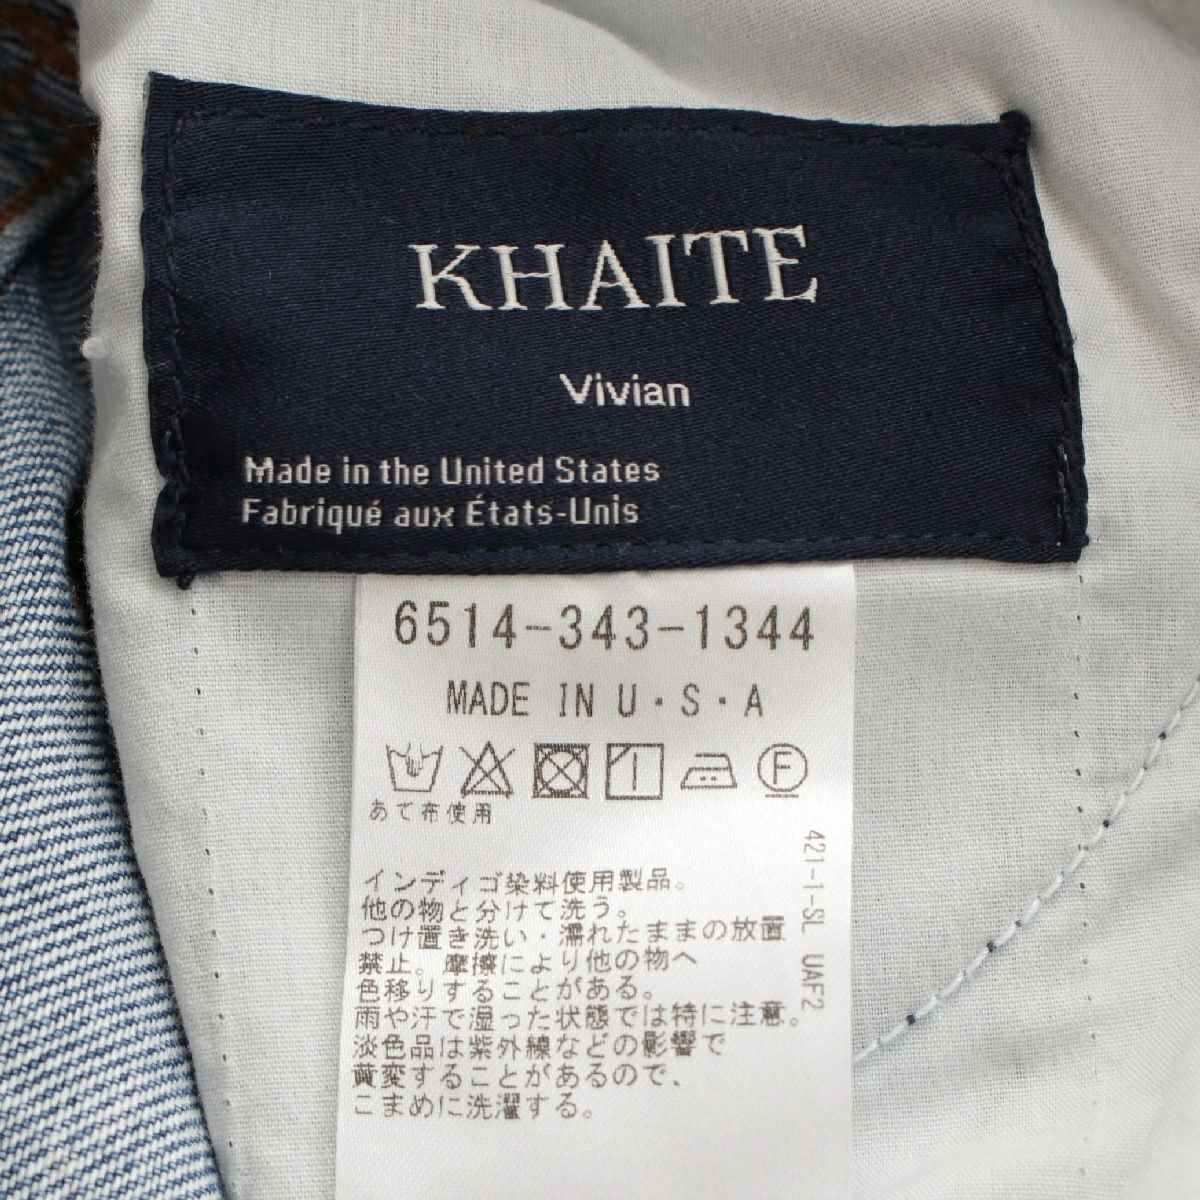 KHAITE
Vivian
Made in the United States
Fabriqué aux États-Unis
6514-343-1344
MADE IN U・S・A
F
あて布使用
インディゴ染料使用製品。
他の物と分けて洗う。
つけ置き洗い・濡れたままの放置
禁止。摩擦により他の物へ
色移りすることがある。
雨や汗で湿った状態では特に注意。
淡色品は紫外線などの影響で
黄変することがあるので、
こまめに洗濯する。
421-1-SL UAF2